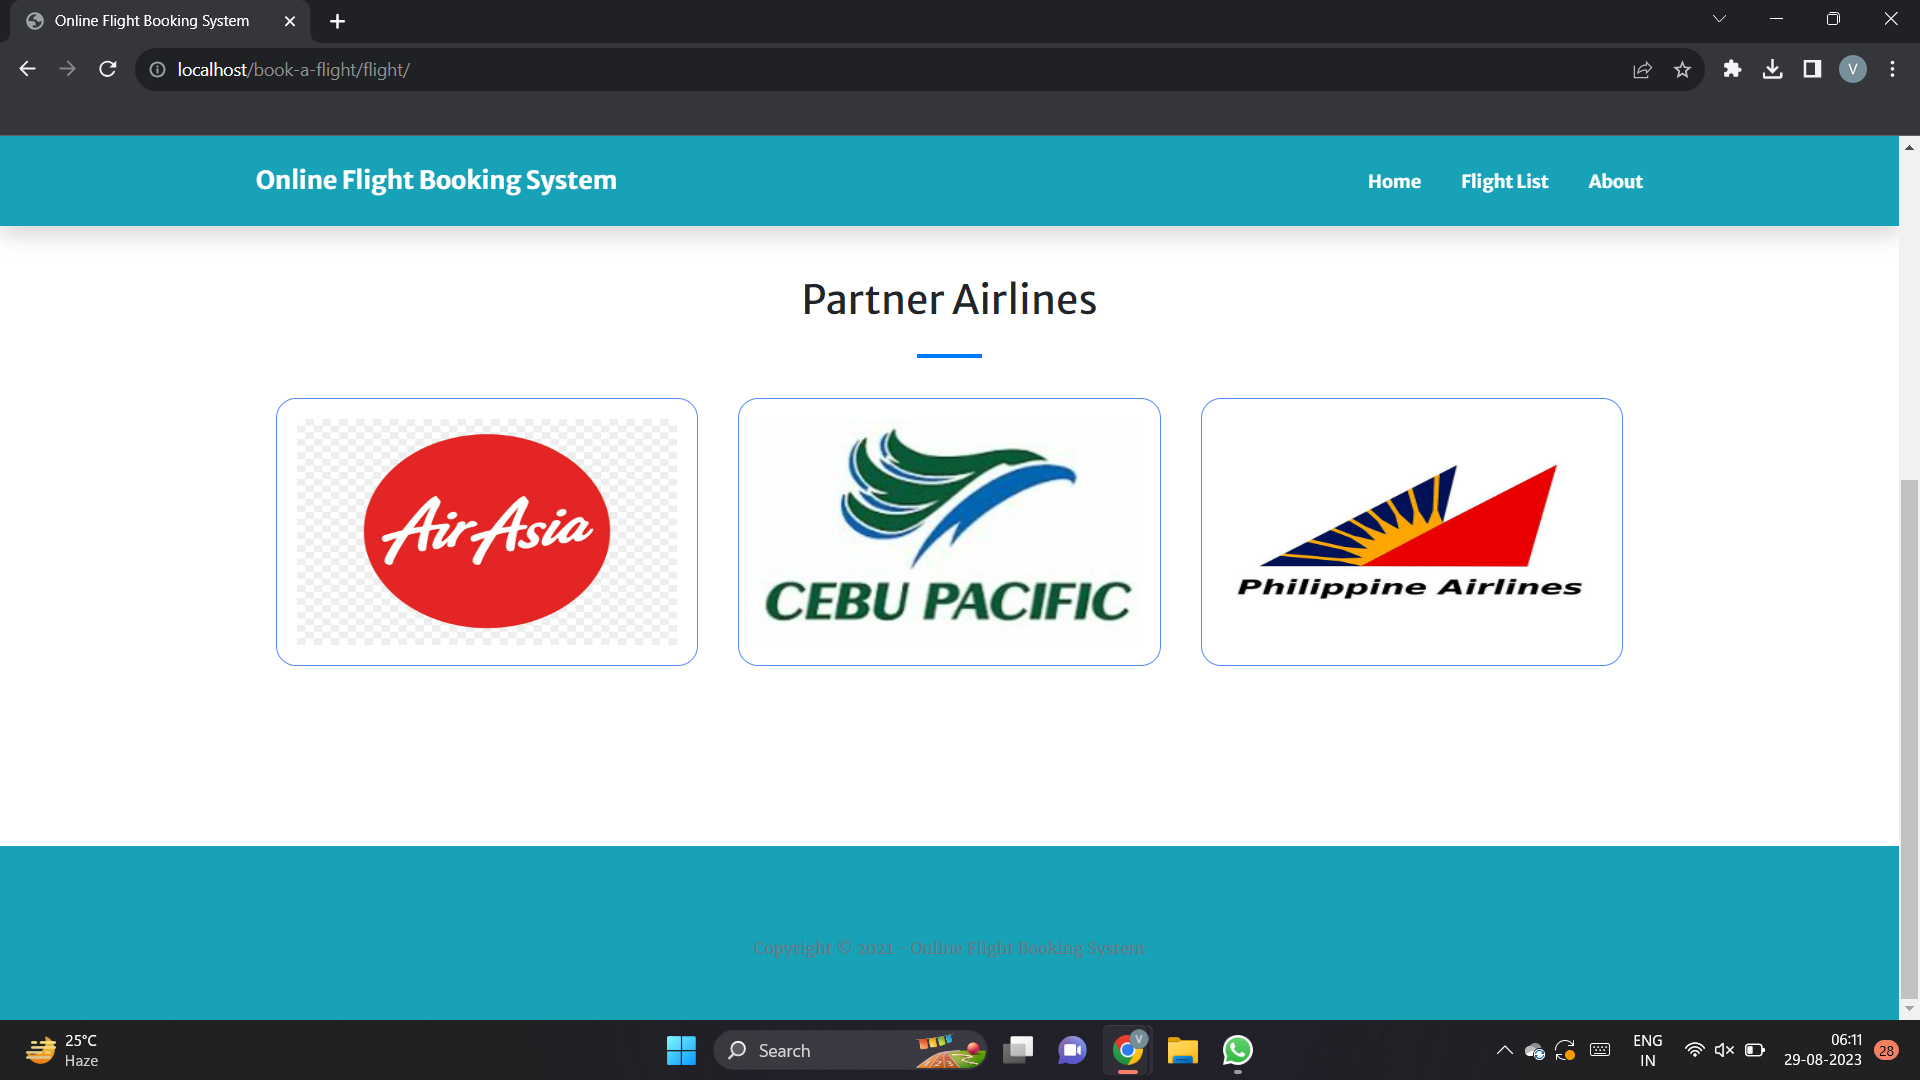 Online Flight Booking System
localhost/book-a-flight/flight/
V
Online Flight Booking System
Home
Flight List
About
Partner Airlines
AirAsia
CEBU PACIFIC
Philippine Airlines
Copyright © 2021 - Online Flight Booking System
25°C
Haze
Search
V
ENG
IN
06:11
29-08-2023
28